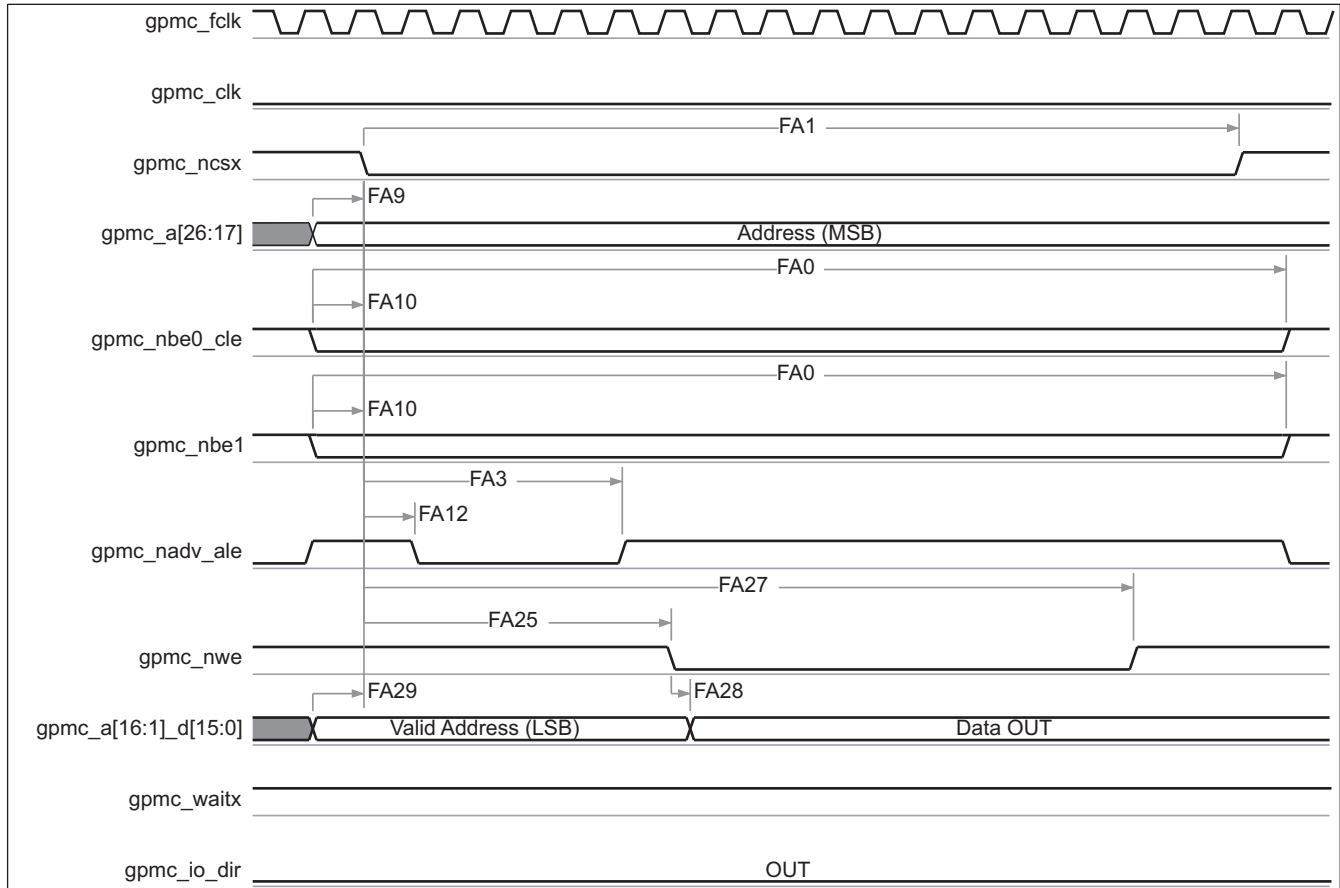 gpmc_fclk
gpmc_clk
FA1
gpmc_ncsx
FA9
gpmc_a[26:17]
Address (MSB)
FA0
FA10
gpmc_nbe0_cle
FA0
FA10
gpmc_nbe1
FA3
FA12
gpmc_nadv_ale
FA27
FA25
gpmc_nwe
FA29
FA28
gpmc_a[16:1]_d[15:0]
Valid Address (LSB)
Data OUT
gpmc_waitx
gpmc_io_dir
OUT